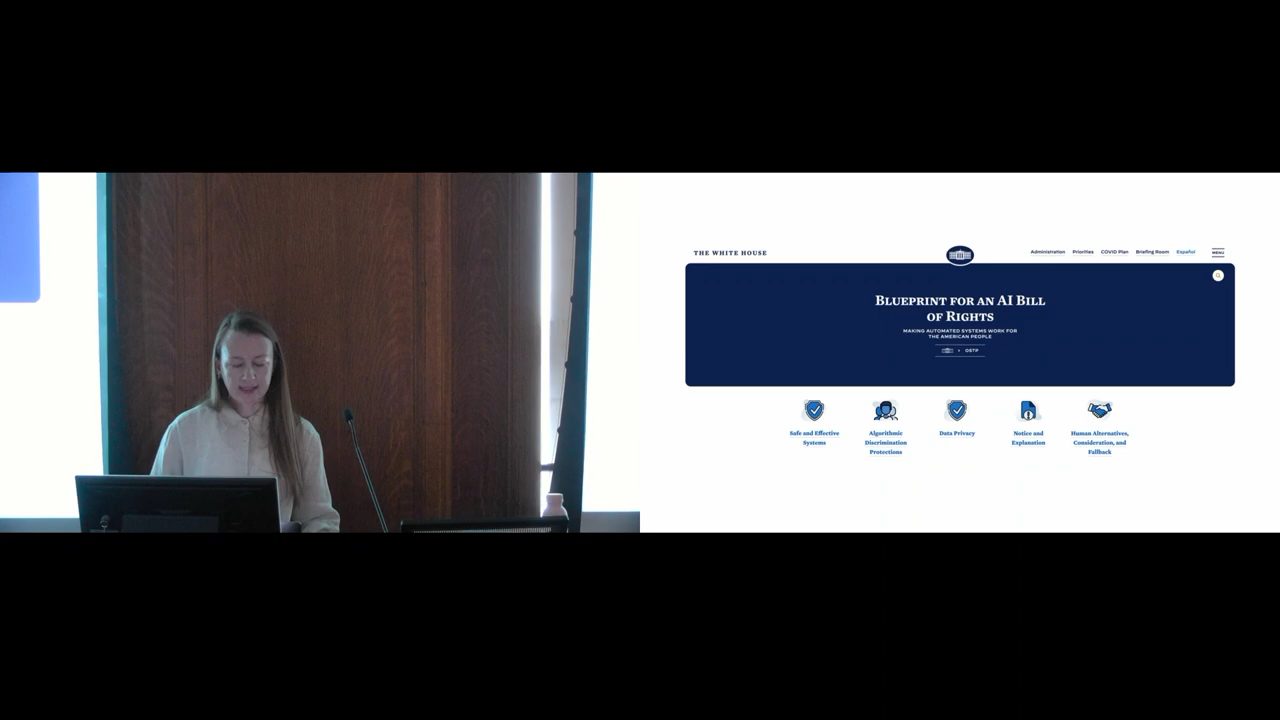 THE WHITE HOUSE
Administration Priorities COVID Plan Briefing Room Español
MENU
BLUEPRINT FOR AN AI BILL
OF RIGHTS
MAKING AUTOMATED SYSTEMS WORK FOR
THE AMERICAN PEOPLE
OSTP
Safe and Effective
Systems
Algorithmic
Discrimination
Protections
Data Privacy
Notice and
Explanation
Human Alternatives,
Consideration, and
Fallback